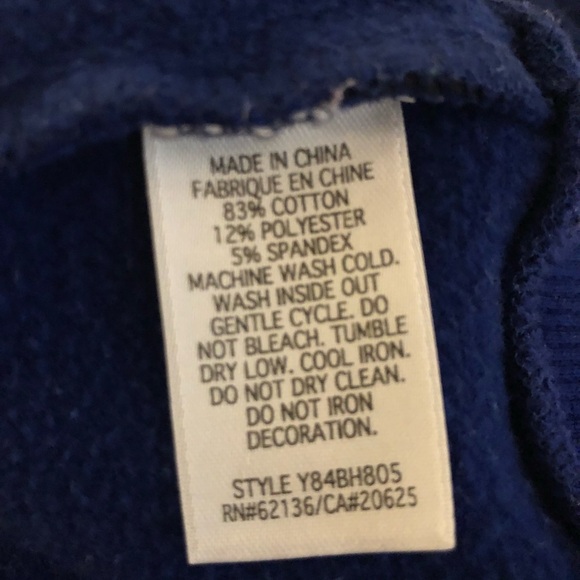 MADE IN CHINA
FABRIQUE EN CHINE
83% COTTON
12% POLYESTER
5% SPANDEX
MACHINE WASH COLD.
WASH INSIDE OUT
GENTLE CYCLE. DO
NOT BLEACH. TUMBLE
DRY LOW. COOL IRON.
DO NOT DRY CLEAN.
DO NOT IRON
DECORATION.
STYLE Y84BH805
RN#62136/CA#20625